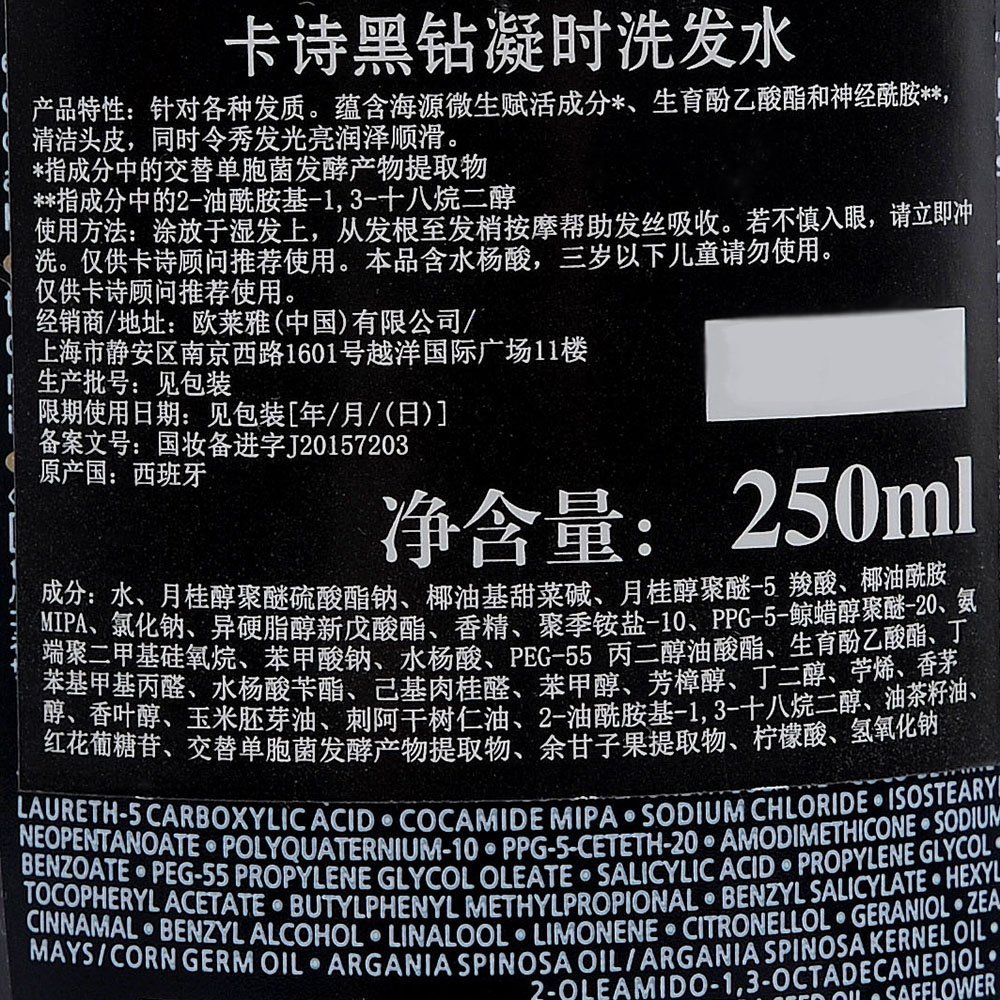 卡诗黑钻凝时洗发水
产品特性：针对各种发质。蕴含海源微生赋活成分*、生育酚乙酸酯和神经酰胺**，
清洁头皮，同时令秀发光亮润泽顺滑。
*指成分中的交替单胞菌发酵产物提取物
**指成分中的2-油酰胺基-1,3-十八烷二醇
使用方法：涂放于湿发上，从发根至发梢按摩帮助发丝吸收。若不慎入眼，请立即冲
洗。仅供卡诗顾问推荐使用。本品含水杨酸，三岁以下儿童请勿使用。
仅供卡诗顾问推荐使用。
经销商/地址：欧莱雅(中国)有限公司/
上海市静安区南京西路1601号越洋国际广场11楼
生产批号：见包装
限期使用日期：见包装[年/月/(日)]
备案文号：国妆备进字J20157203
原产国：西班牙
净含量：250ml
成分：水、月桂醇聚醚硫酸酯钠、椰油基甜菜碱、月桂醇聚醚-5 羧酸、椰油酰胺
MIPA、氯化钠、异硬脂醇新戊酸酯、香精、聚季铵盐-10、PPG-5-鲸蜡醇聚醚-20、氨
端聚二甲基硅氧烷、苯甲酸钠、水杨酸、PEG-55 丙二醇油酸酯、生育酚乙酸酯、丁
苯基甲基丙醛、水杨酸苄酯、己基肉桂醛、苯甲醇、芳樟醇、丁二醇、苧烯、香茅
醇、香叶醇、玉米胚芽油、刺阿干树仁油、2-油酰胺基-1,3-十八烷二醇、油茶籽油、
红花葡糖苷、交替单胞菌发酵产物提取物、余甘子果提取物、柠檬酸、氢氧化钠
LAURETH-5 CARBOXYLIC ACID • COCAMIDE MIPA • SODIUM CHLORIDE • ISOSTEARY
NEOPENTANOATE • POLYQUATERNIUM-10 • PPG-5-CETETH-20 • AMODIMETHICONE • SODIUM
BENZOATE • PEG-55 PROPYLENE GLYCOL OLEATE • SALICYLIC ACID • PROPYLENE GLYCOL •
TOCOPHERYL ACETATE • BUTYLPHENYL METHYLPROPIONAL • BENZYL SALICYLATE • HEXYL
CINNAMAL • BENZYL ALCOHOL • LINALOOL • LIMONENE • CITRONELLOL • GERANIOL • ZEA
MAYS / CORN GERM OIL • ARGANIA SPINOSA OIL / ARGANIA SPINOSA KERNEL OIL •
2-OLEAMIDO-1,3-OCTADECANEDIOL •
SEED OIL • SAFFLOWER